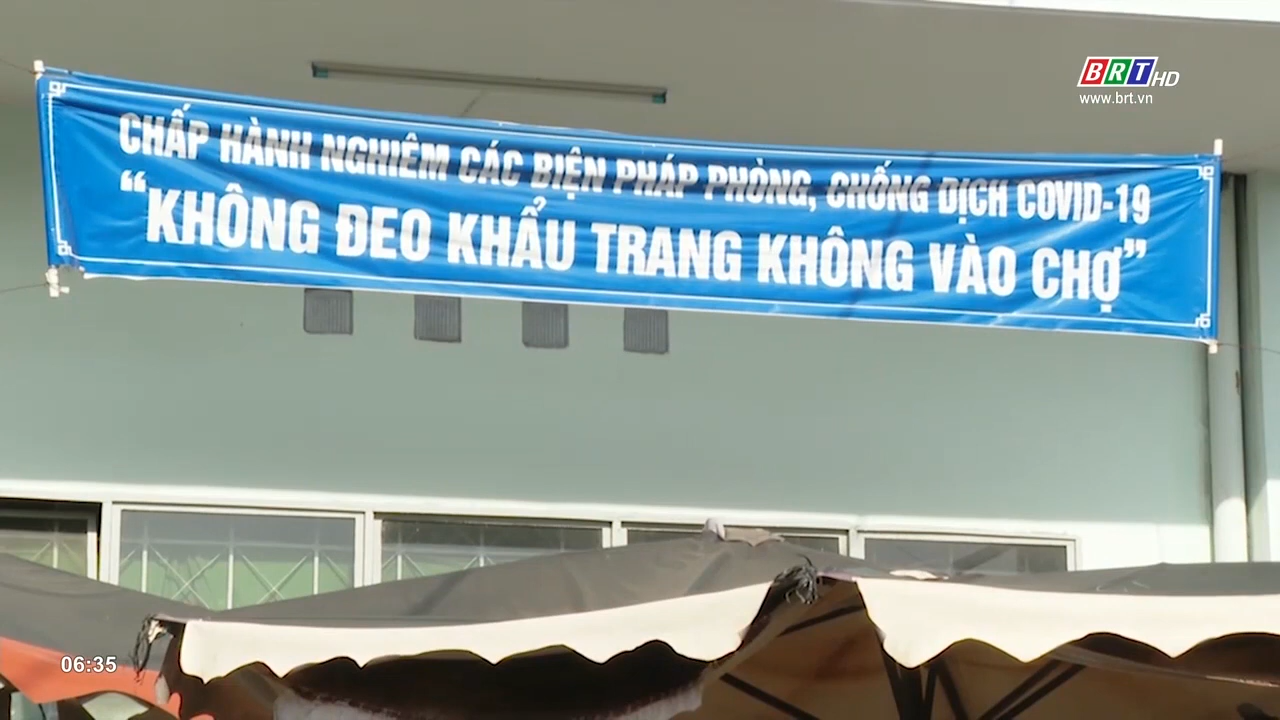 BRT HD
www.brt.vn
CHẤP HÀNH NGHIÊM CÁC BIỆN PHÁP PHÒNG, CHỐNG DỊCH COVID-19
“KHÔNG ĐEO KHẨU TRANG KHÔNG VÀO CHỢ”
06:35